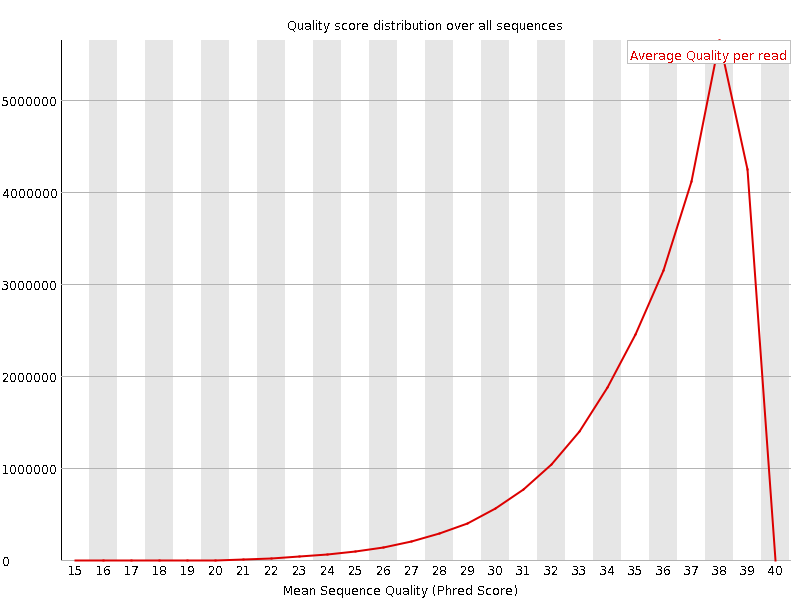 Quality score distribution over all sequences
Average Quality per read
5000000
4000000
3000000
2000000
1000000
0
15 16 17 18 19 20 21 22 23 24 25 26 27 28 29 30 31 32 33 34 35 36 37 38 39 40
Mean Sequence Quality (Phred Score)